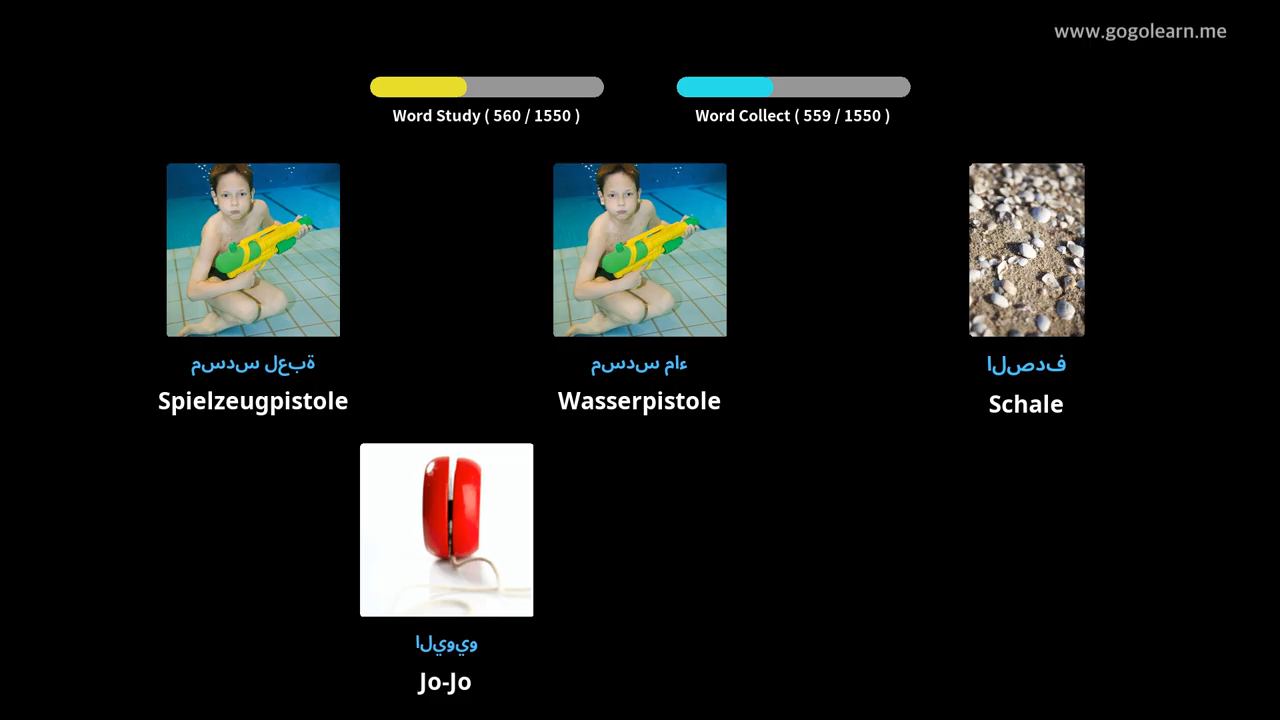 www.gogolearn.me
Word Study ( 560 / 1550 )
Word Collect ( 559 / 1550 )
مسدس لعبة
مسدس ماء
الصدف
Spielzeugpistole
Wasserpistole
Schale
اليويو
Jo-Jo